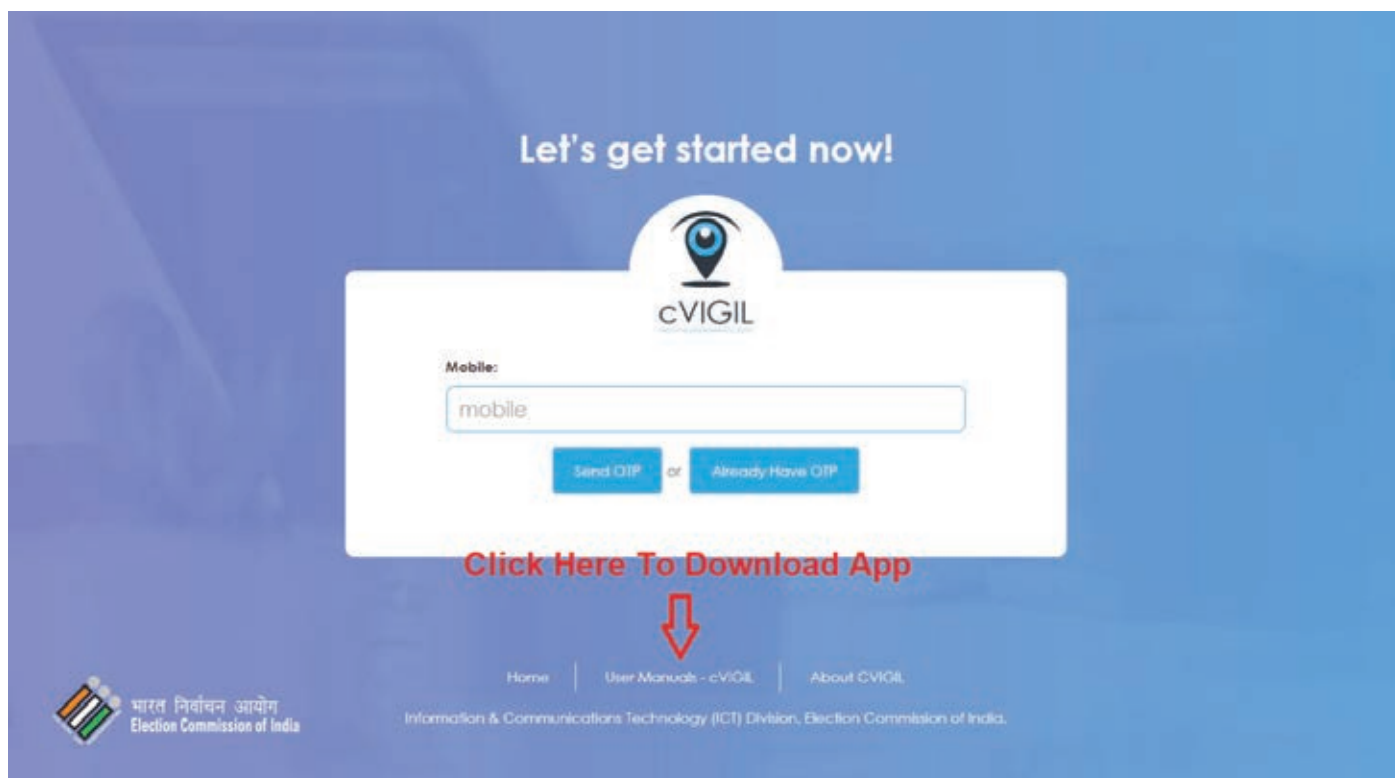 Let's get started now!
cVIGIL
Mobile:
mobile
Send OTP or Already Have OTP
Click Here To Download App
Home User Manuals - cVIGIL About CVIGIL
भारत निर्वाचन आयोग
Election Commission of India
Information & Communications Technology (ICT) Division, Election Commission of India.